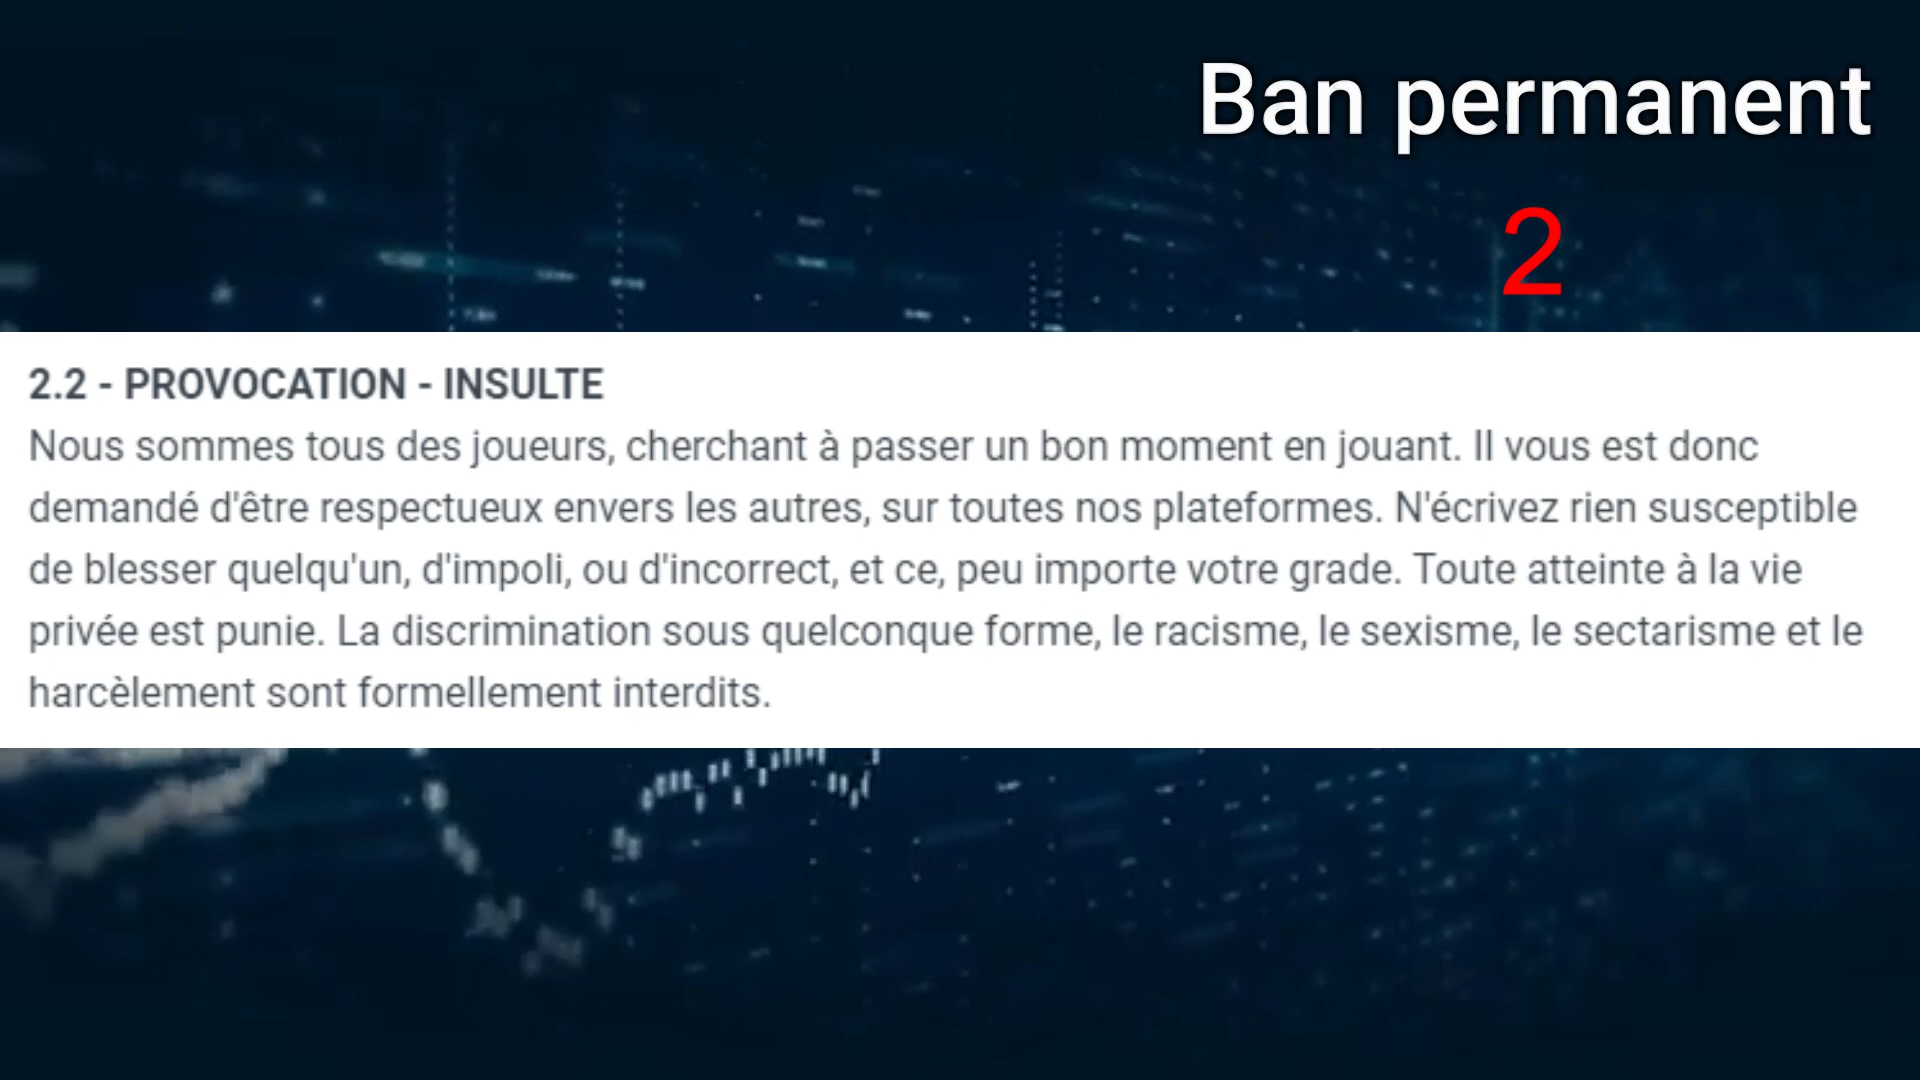 Ban permanent
2
2.2 - PROVOCATION - INSULTE
Nous sommes tous des joueurs, cherchant à passer un bon moment en jouant. Il vous est donc
demandé d'être respectueux envers les autres, sur toutes nos plateformes. N'écrivez rien susceptible
de blesser quelqu'un, d'impoli, ou d'incorrect, et ce, peu importe votre grade. Toute atteinte à la vie
privée est punie. La discrimination sous quelconque forme, le racisme, le sexisme, le sectarisme et le
harcèlement sont formellement interdits.